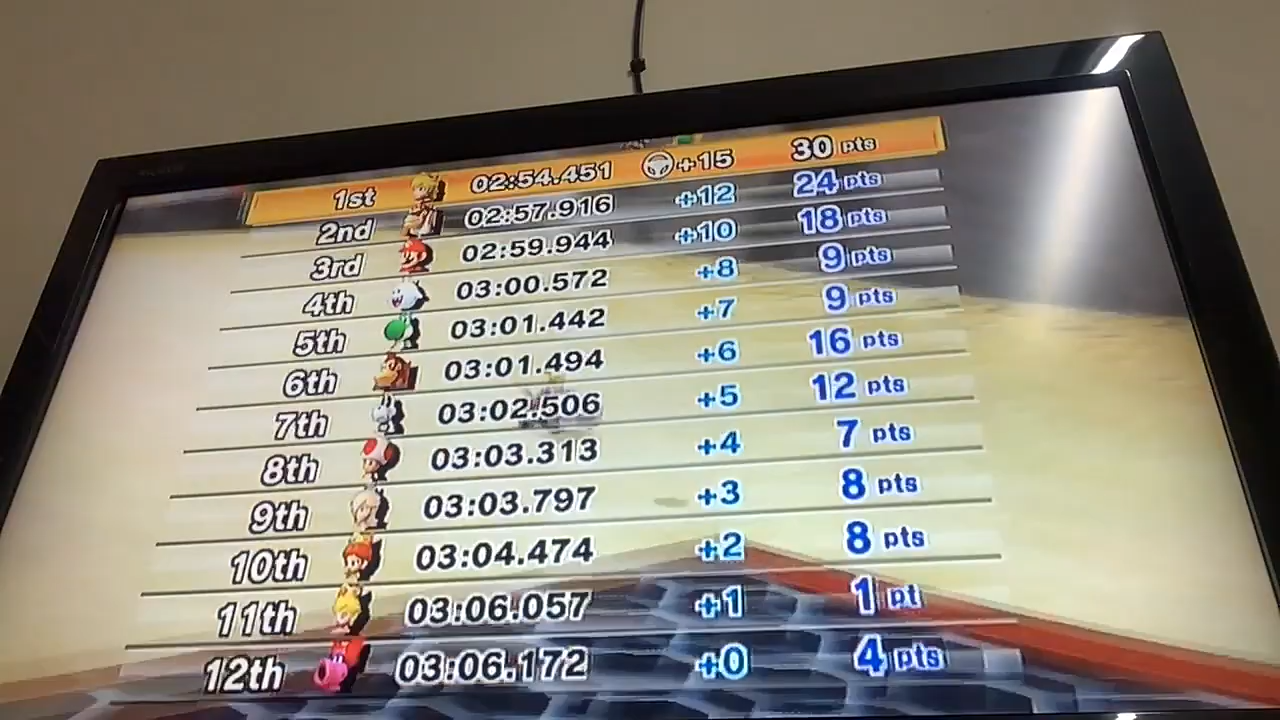 1st 02:54.451 +15 30 pts
2nd 02:57.916 +12 24 pts
3rd 02:59.944 +10 18 pts
4th 03:00.572 +8 9 pts
5th 03:01.442 +7 9 pts
6th 03:01.494 +6 16 pts
7th 03:02.506 +5 12 pts
8th 03:03.313 +4 7 pts
9th 03:03.797 +3 8 pts
10th 03:04.474 +2 8 pts
11th 03:06.057 +1 1 pt
12th 03:06.172 +0 4 pts